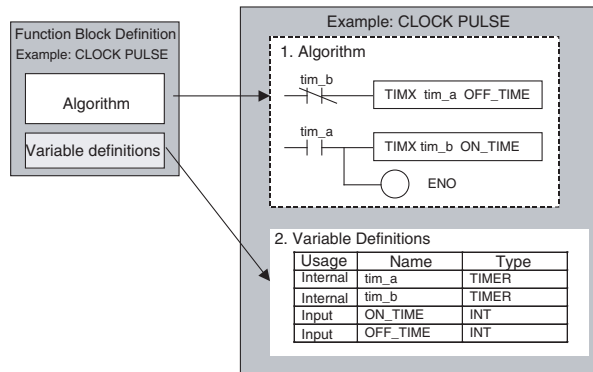 Function Block Definition
Example: CLOCK PULSE
Algorithm
Variable definitions
Example: CLOCK PULSE
1. Algorithm
tim_b
TIMX tim_a OFF_TIME
tim_a
TIMX tim_b ON_TIME
ENO
2. Variable Definitions
Usage Name Type
Internal tim_a TIMER
Internal tim_b TIMER
Input ON_TIME INT
Input OFF_TIME INT